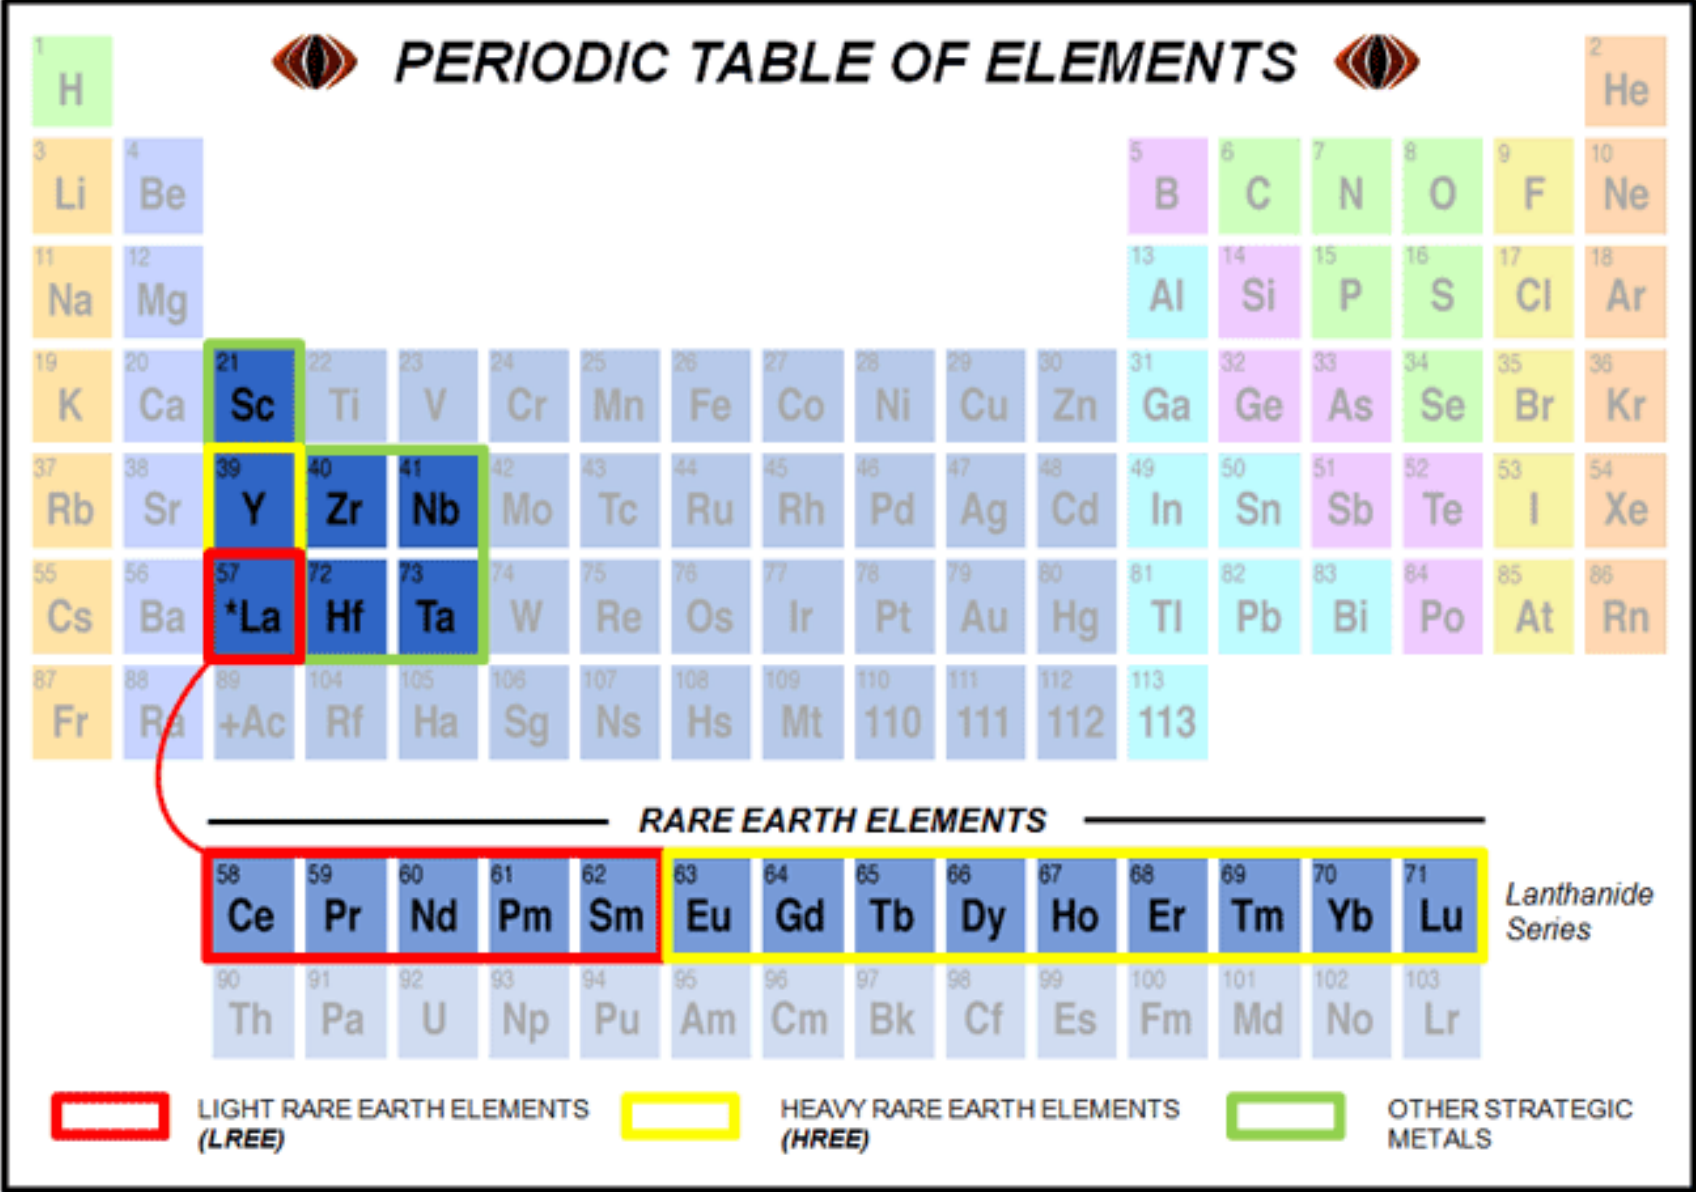 PERIODIC TABLE OF ELEMENTS
1 2
H He
3 4 5 6 7 8 9 10
Li Be B C N O F Ne
11 12 13 14 15 16 17 18
Na Mg Al Si P S Cl Ar
19 20 21 22 23 24 25 26 27 28 29 30 31 32 33 34 35 36
K Ca Sc Ti V Cr Mn Fe Co Ni Cu Zn Ga Ge As Se Br Kr
37 38 39 40 41 42 43 44 45 46 47 48 49 50 51 52 53 54
Rb Sr Y Zr Nb Mo Tc Ru Rh Pd Ag Cd In Sn Sb Te I Xe
55 56 57 72 73 74 75 76 77 78 79 80 81 82 83 84 85 86
Cs Ba *La Hf Ta W Re Os Ir Pt Au Hg Tl Pb Bi Po At Rn
87 88 89 104 105 106 107 108 109 110 111 112 113
Fr Ra +Ac Rf Ha Sg Ns Hs Mt 110 111 112 113
RARE EARTH ELEMENTS
58 59 60 61 62 63 64 65 66 67 68 69 70 71
Ce Pr Nd Pm Sm Eu Gd Tb Dy Ho Er Tm Yb Lu
Lanthanide
Series
90 91 92 93 94 95 96 97 98 99 100 101 102 103
Th Pa U Np Pu Am Cm Bk Cf Es Fm Md No Lr
LIGHT RARE EARTH ELEMENTS
(LREE)
HEAVY RARE EARTH ELEMENTS
(HREE)
OTHER STRATEGIC
METALS